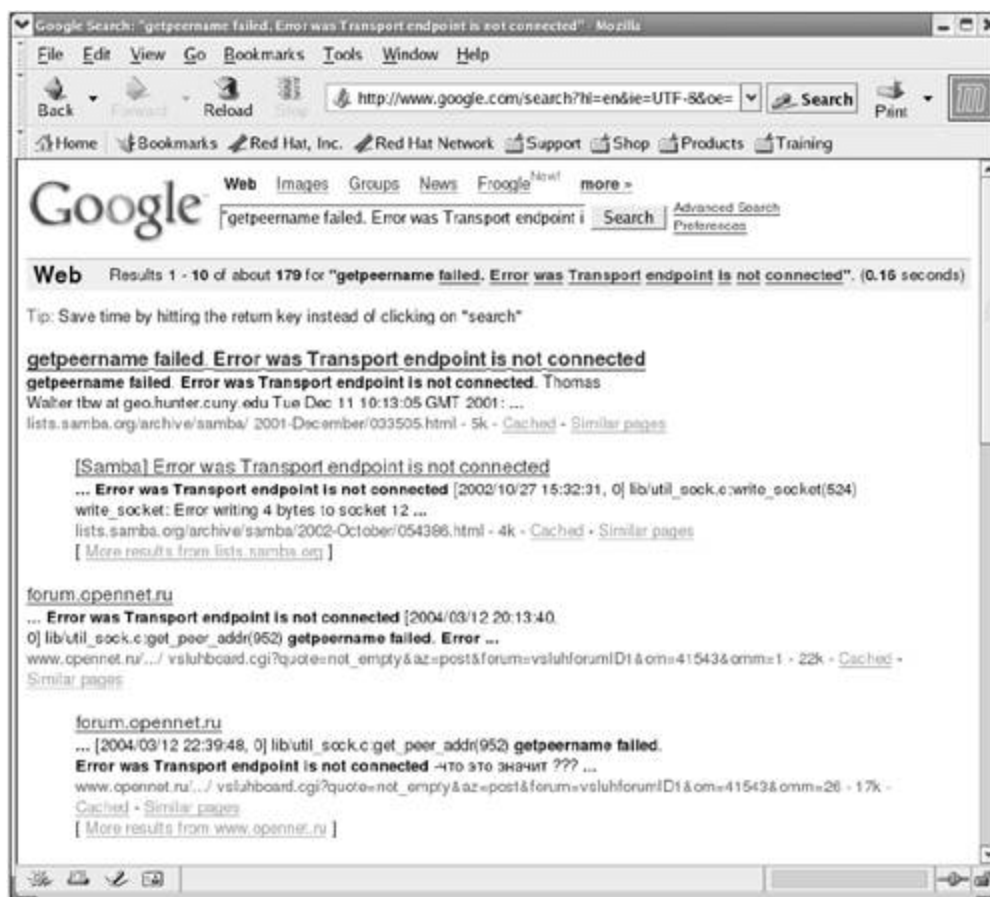 Google Search: "getpeername failed. Error was Transport endpoint is not connected" - Mozilla
File Edit View Go Bookmarks Tools Window Help
Back Forward Reload Stop http://www.google.com/search?hl=en&ie=UTF-8&oe= Search Print
Home Bookmarks Red Hat, Inc. Red Hat Network Support Shop Products Training
Google
Web Images Groups News Froogle New! more »
"getpeername failed. Error was Transport endpoint i Search Advanced Search
Preferences
Web Results 1 - 10 of about 179 for "getpeername failed. Error was Transport endpoint is not connected". (0.16 seconds)
Tip: Save time by hitting the return key instead of clicking on "search"
getpeername failed. Error was Transport endpoint is not connected
getpeername failed. Error was Transport endpoint is not connected. Thomas
Walter tbw at geo.hunter.cuny.edu Tue Dec 11 10:13:05 GMT 2001: ...
lists.samba.org/archive/samba/ 2001-December/033505.html - 5k - Cached - Similar pages
[Samba] Error was Transport endpoint is not connected
... Error was Transport endpoint is not connected [2002/10/27 15:32:31, 0] lib/util_sock.c:write_socket(524)
write_socket: Error writing 4 bytes to socket 12 ...
lists.samba.org/archive/samba/2002-October/054386.html - 4k - Cached - Similar pages
[ More results from lists.samba.org ]
forum.opennet.ru
... Error was Transport endpoint is not connected [2004/03/12 20:13:40,
0] lib/util_sock.c:get_peer_addr(952) getpeername failed. Error ...
www.opennet.ru/.../ vsluhboard.cgi?quote=not_empty&az=post&forum=vsluhforumID1&om=41543&omm=1 - 22k - Cached -
Similar pages
forum.opennet.ru
... [2004/03/12 22:39:48, 0] lib/util_sock.c:get_peer_addr(952) getpeername failed.
Error was Transport endpoint is not connected -что это значит ??? ...
www.opennet.ru/.../ vsluhboard.cgi?quote=not_empty&az=post&forum=vsluhforumID1&om=41543&omm=26 - 17k -
Cached - Similar pages
[ More results from www.opennet.ru ]